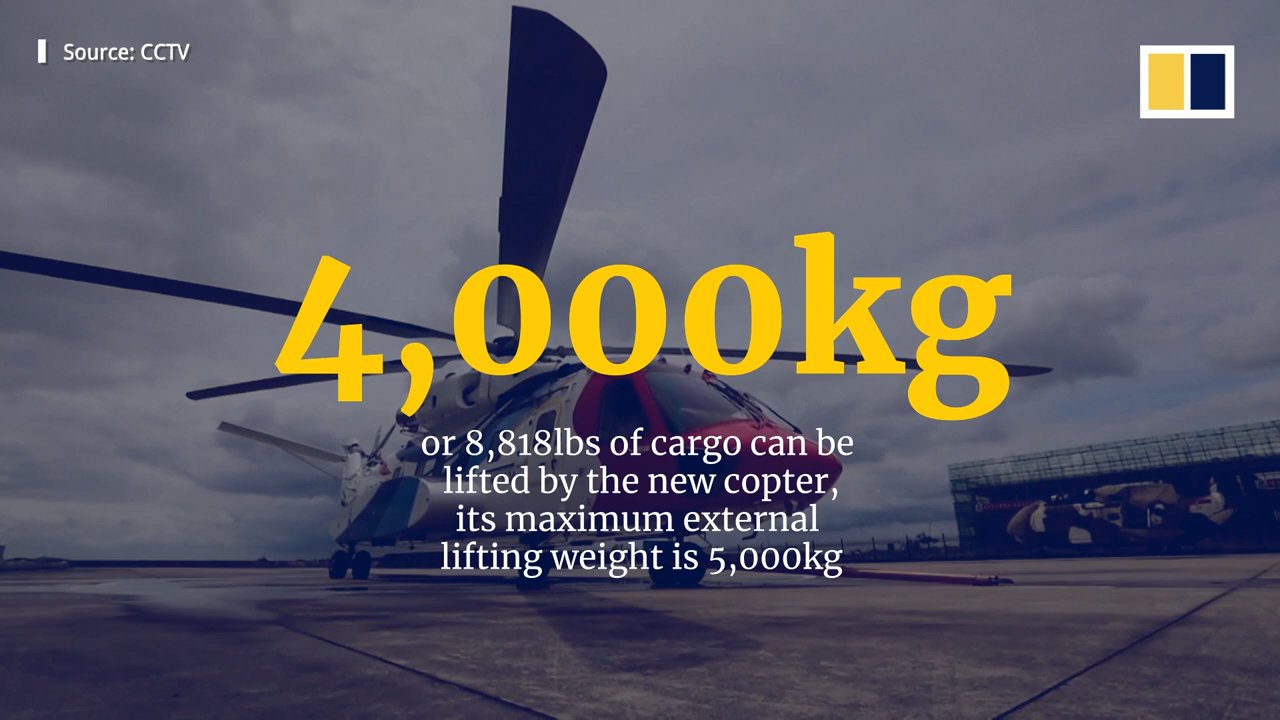 Source: CCTV
4,000kg
or 8,818lbs of cargo can be
lifted by the new copter,
its maximum external
lifting weight is 5,000kg